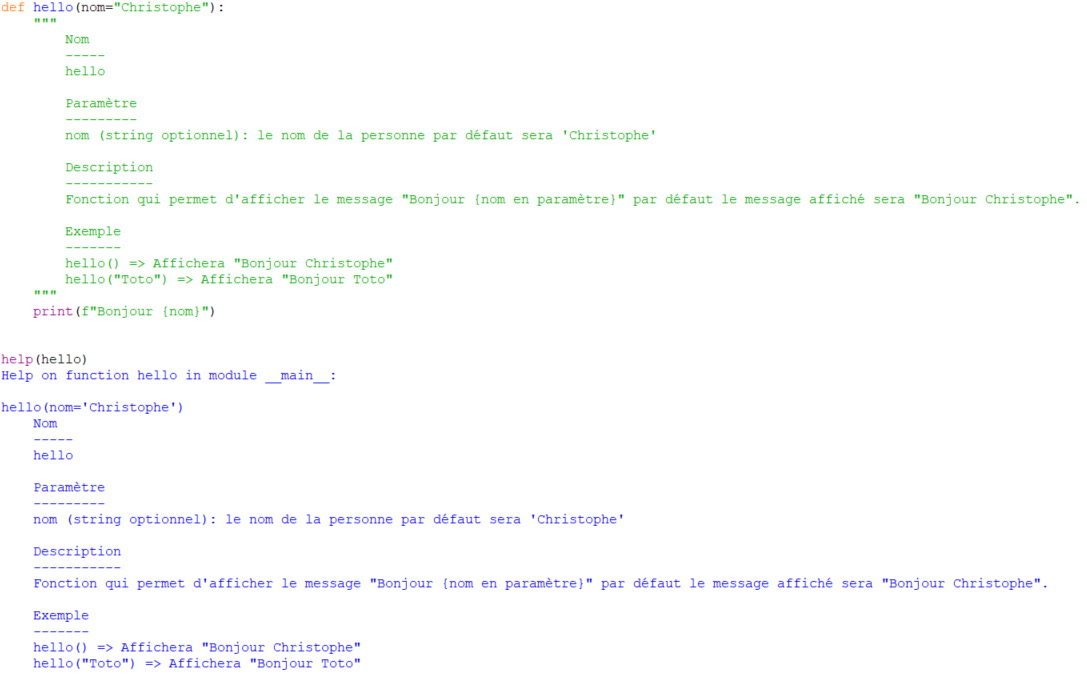 def hello(nom="Christophe"):
    """
        Nom
        -----
        hello

        Paramètre
        ---------
        nom (string optionnel): le nom de la personne par défaut sera 'Christophe'

        Description
        -----------
        Fonction qui permet d'afficher le message "Bonjour {nom en paramètre}" par défaut le message affiché sera "Bonjour Christophe".

        Exemple
        -------
        hello() => Affichera "Bonjour Christophe"
        hello("Toto") => Affichera "Bonjour Toto"
    """
    print(f"Bonjour {nom}")


help(hello)
Help on function hello in module __main__:

hello(nom='Christophe')
    Nom
    -----
    hello

    Paramètre
    ---------
    nom (string optionnel): le nom de la personne par défaut sera 'Christophe'

    Description
    -----------
    Fonction qui permet d'afficher le message "Bonjour {nom en paramètre}" par défaut le message affiché sera "Bonjour Christophe".

    Exemple
    -------
    hello() => Affichera "Bonjour Christophe"
    hello("Toto") => Affichera "Bonjour Toto"